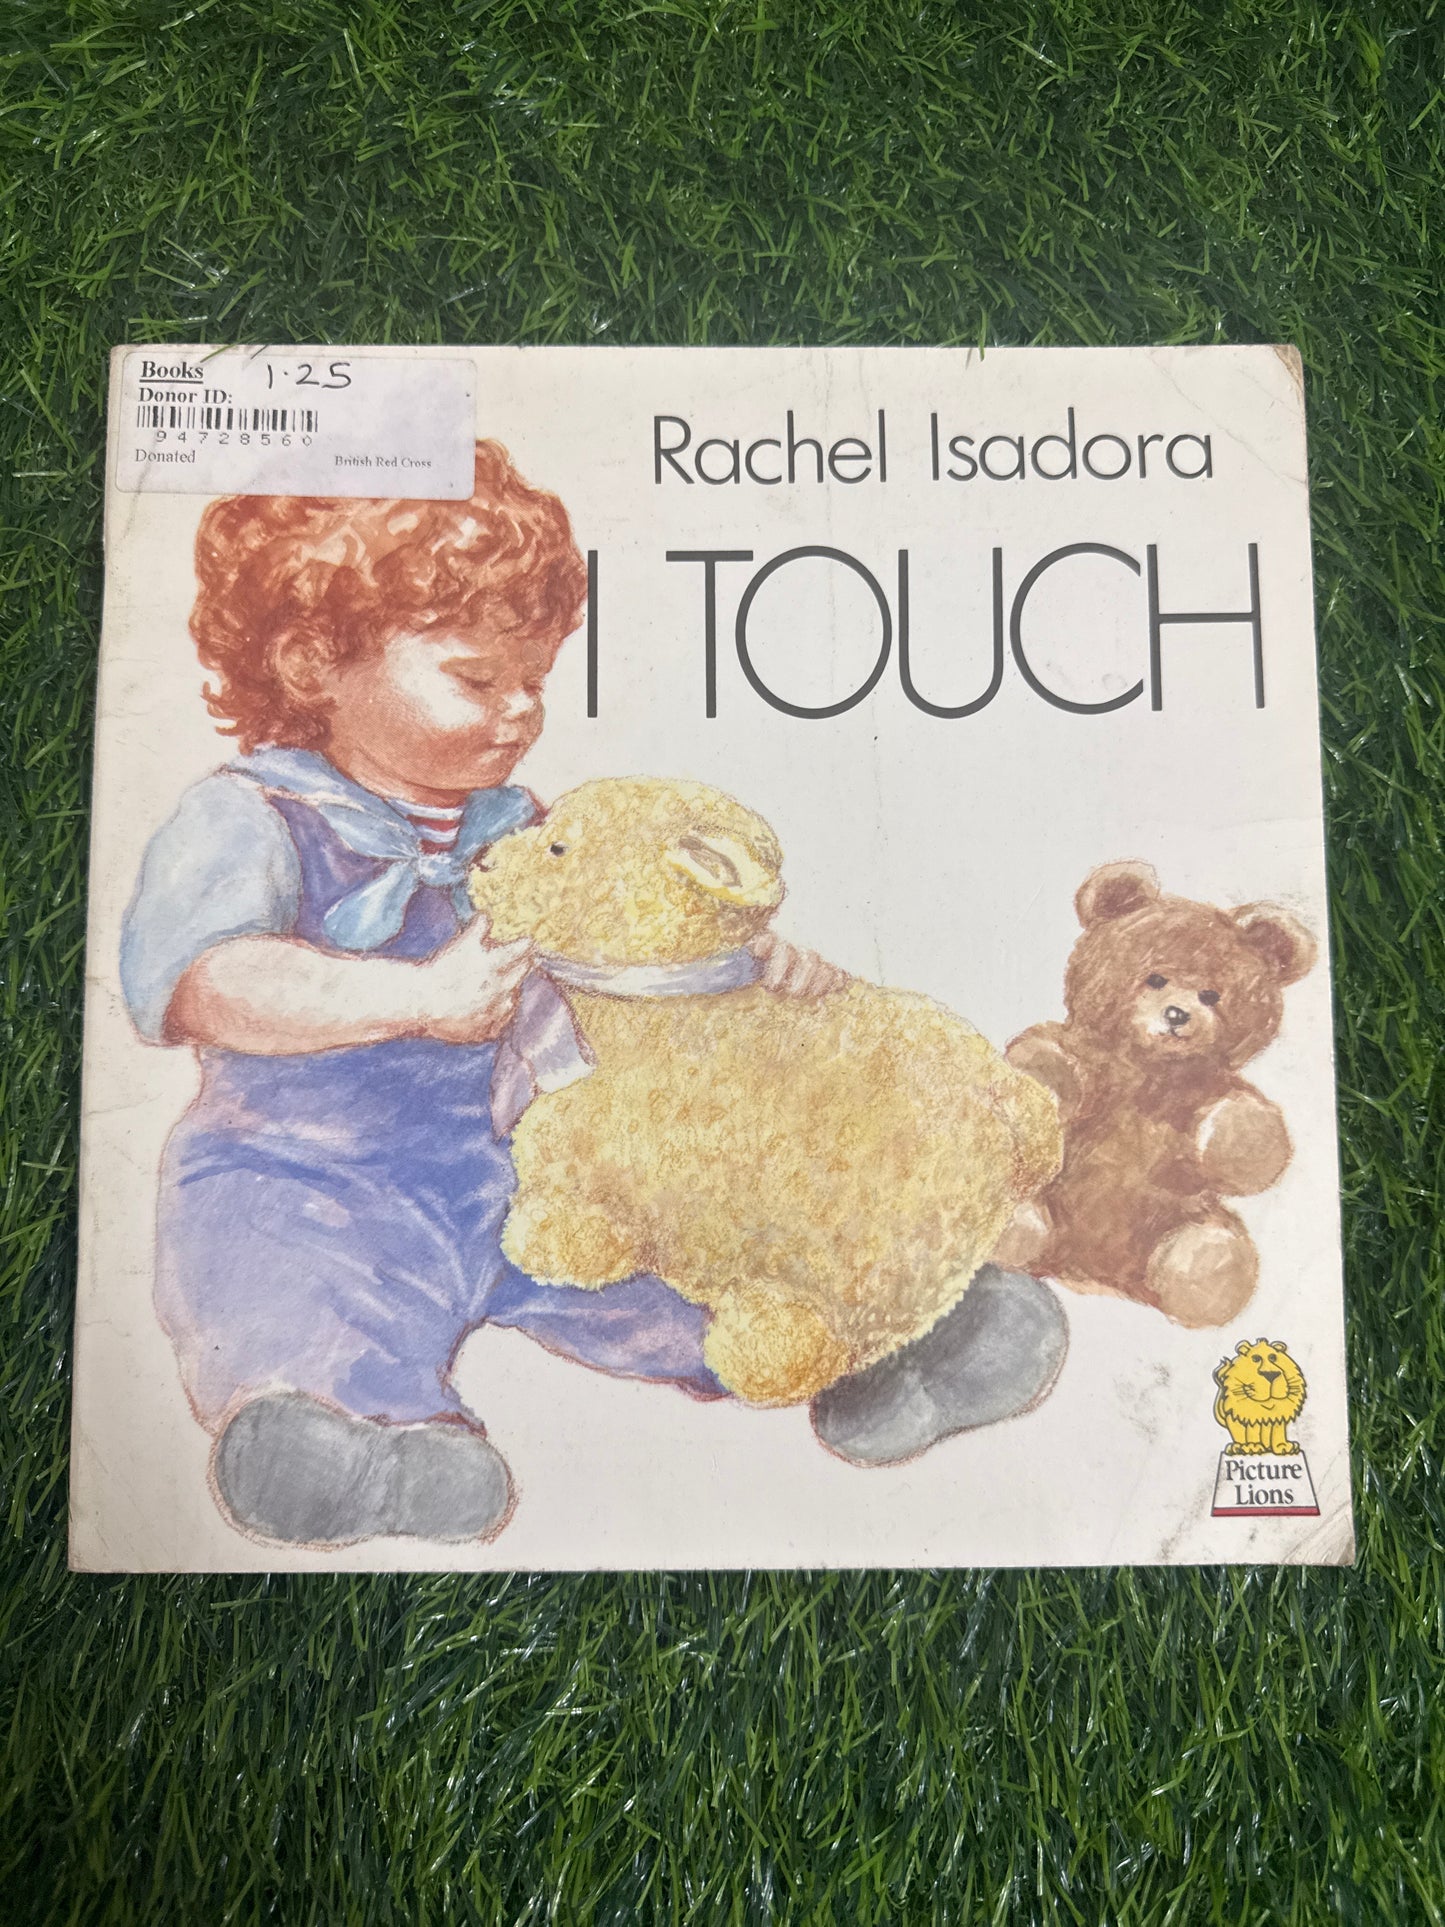 Books 1.25
Donor ID:
94728560
Donated British Red Cross
Rachel Isadora
I TOUCH
Picture
Lions